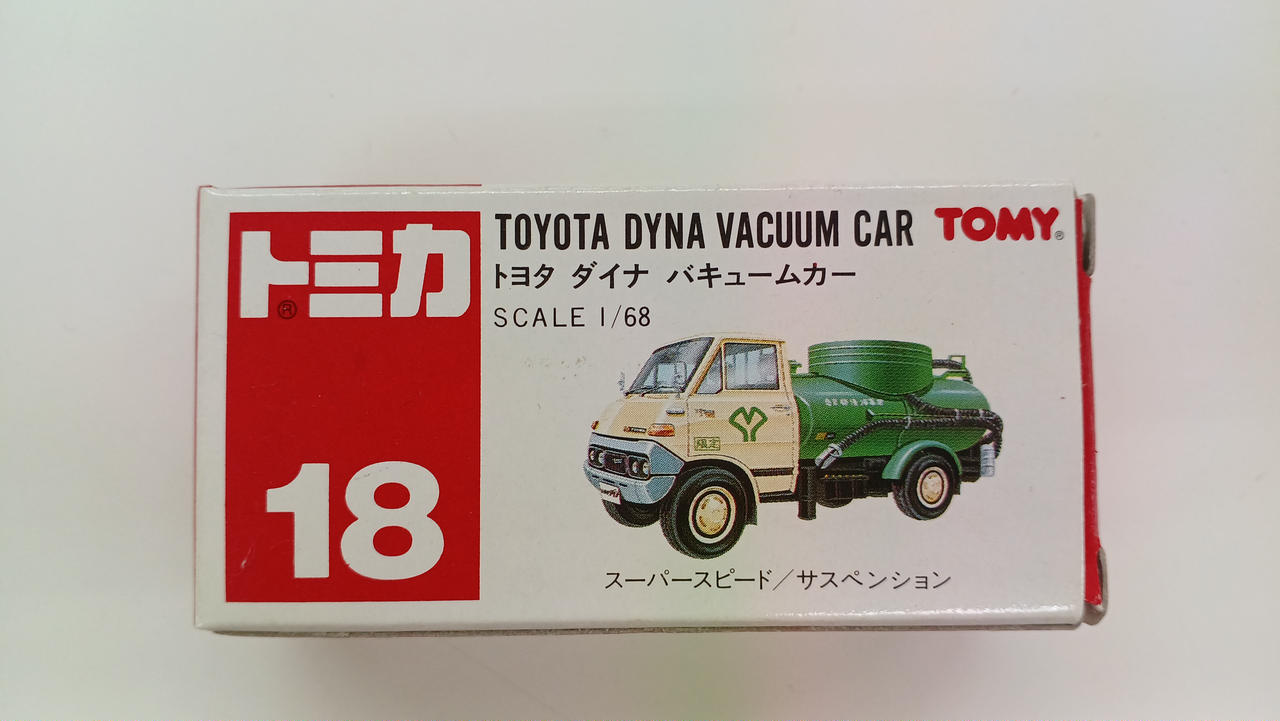 トミカ
®
18
TOYOTA DYNA VACUUM CAR
TOMY®
トヨタ ダイナ バキュームカー
SCALE 1/68
限定
スーパースピード/サスペンション